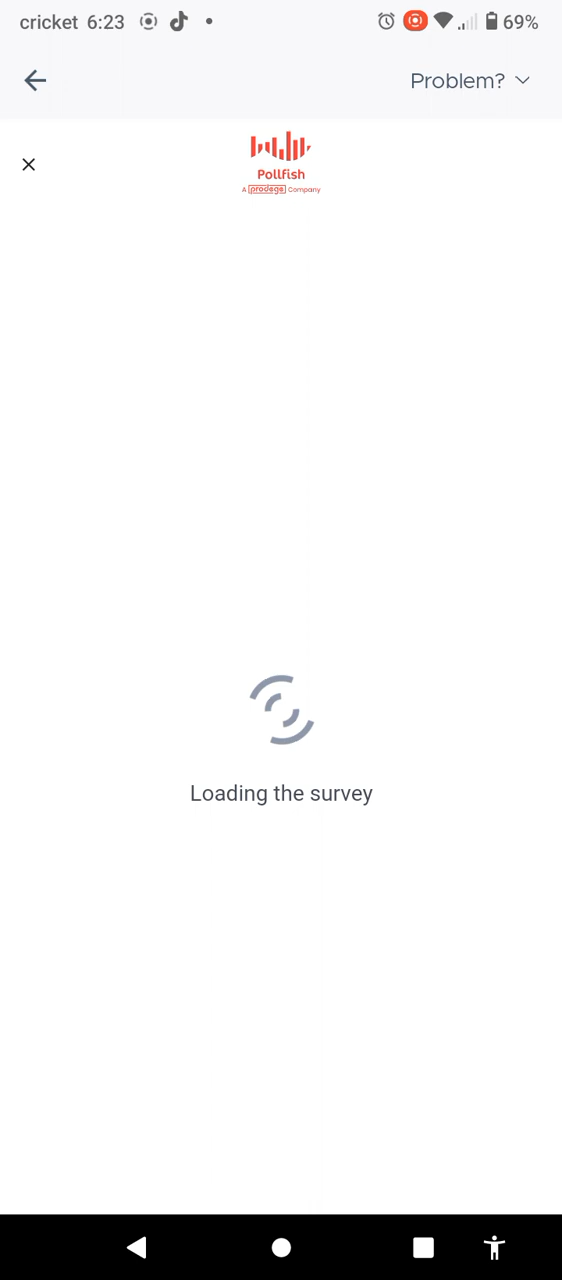 cricket 6:23 69%
Problem?
Pollfish
A prodege Company
Loading the survey